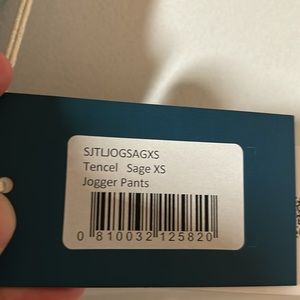 SJTLJOGSAGXS
Tencel   Sage XS
Jogger Pants
0 810032 125820